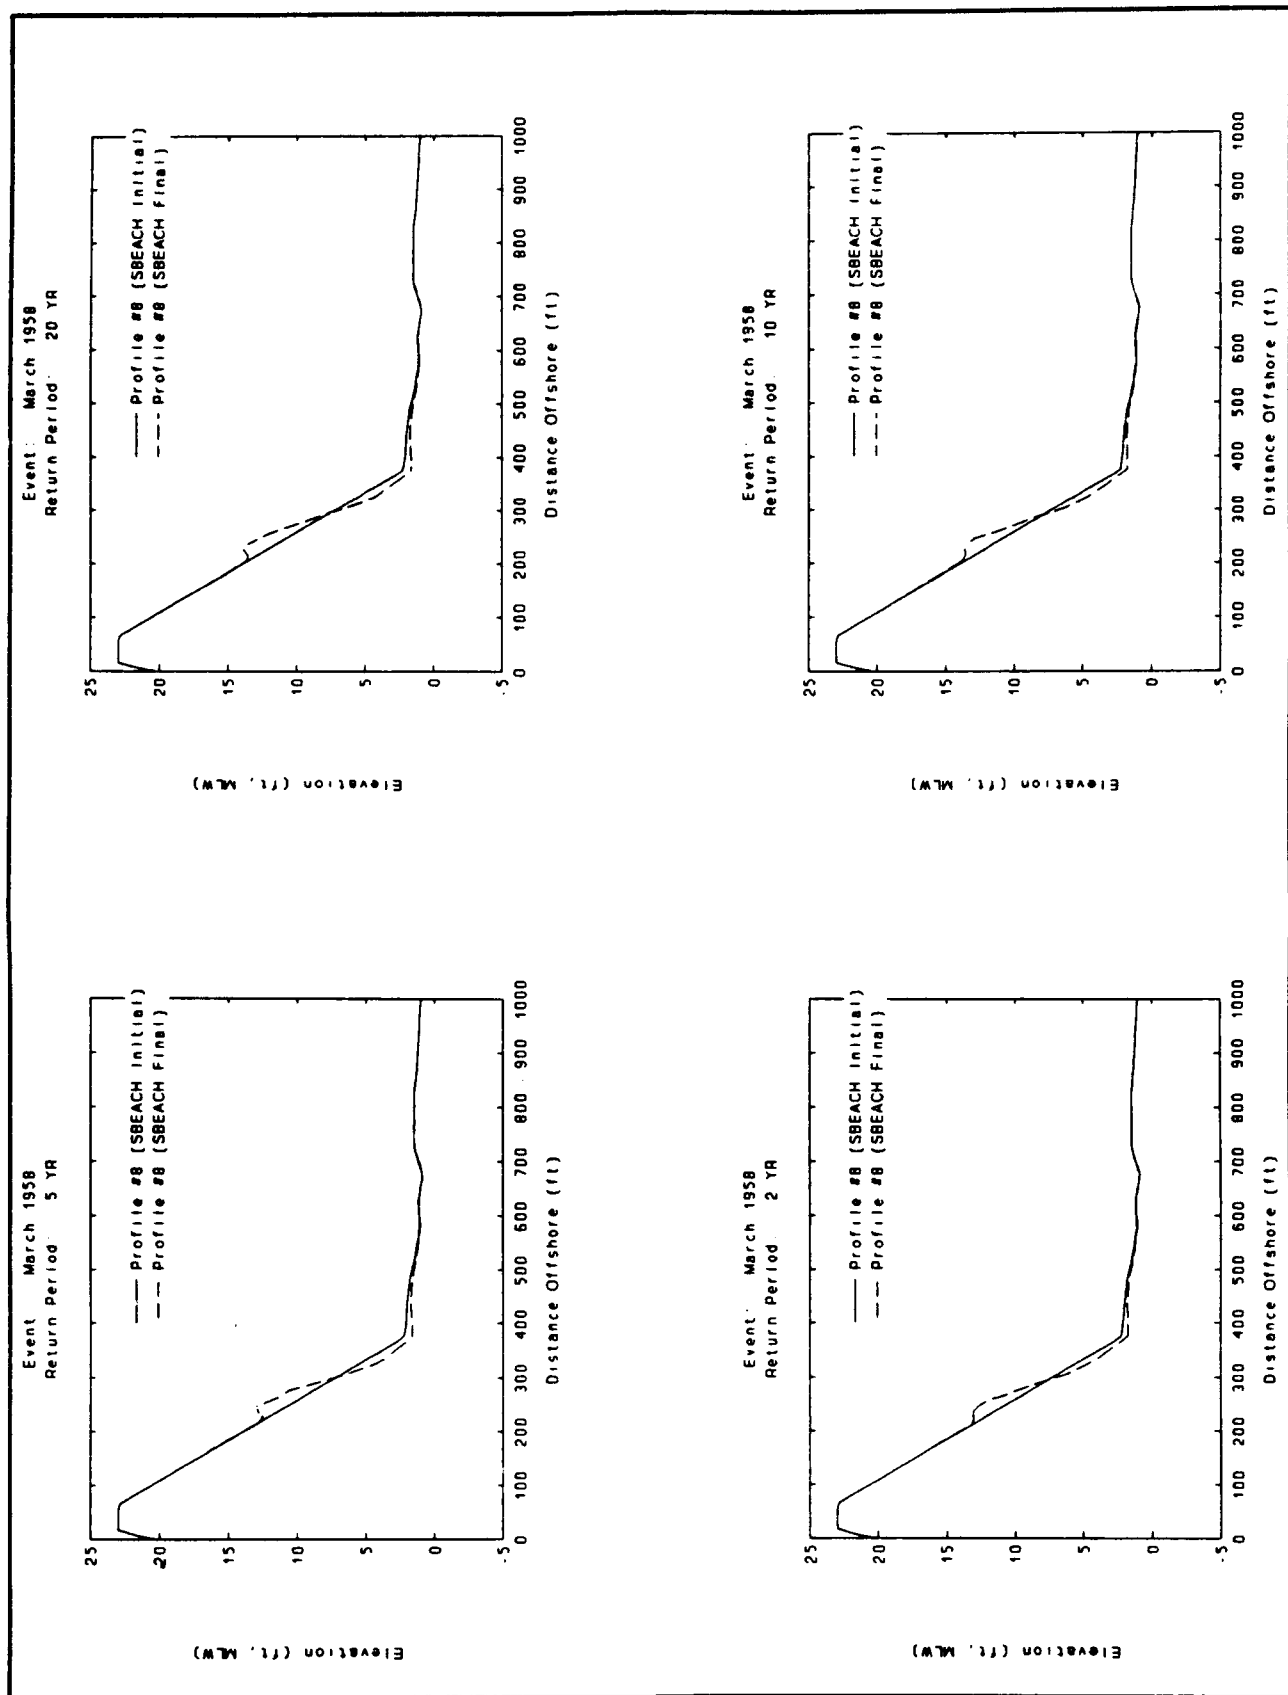 Event March 1958
Return Period 5 YR
Profile #8 (SBEACH Initial)
Profile #8 (SBEACH Final)
25
20
15
10
5
0
-5
Elevation (ft, MLW)
0 100 200 300 400 500 600 700 800 900 1000
Distance Offshore (ft)
Event: March 1958
Return Period: 20 YR
Profile #8 (SBEACH Initial)
Profile #8 (SBEACH Final)
25
20
15
10
5
0
-5
Elevation (ft, MLW)
0 100 200 300 400 500 600 700 800 900 1000
Distance Offshore (ft)
Event: March 1958
Return Period 2 YR
Profile #8 (SBEACH Initial)
Profile #8 (SBEACH Final)
25
20
15
10
5
0
-5
Elevation (ft, MLW)
0 100 200 300 400 500 600 700 800 900 1000
Distance Offshore (ft)
Event: March 1958
Return Period 10 YR
Profile #8 (SBEACH Initial)
Profile #8 (SBEACH Final)
25
20
15
10
5
0
-5
Elevation (ft, MLW)
0 100 200 300 400 500 600 700 800 900 1000
Distance Offshore (ft)